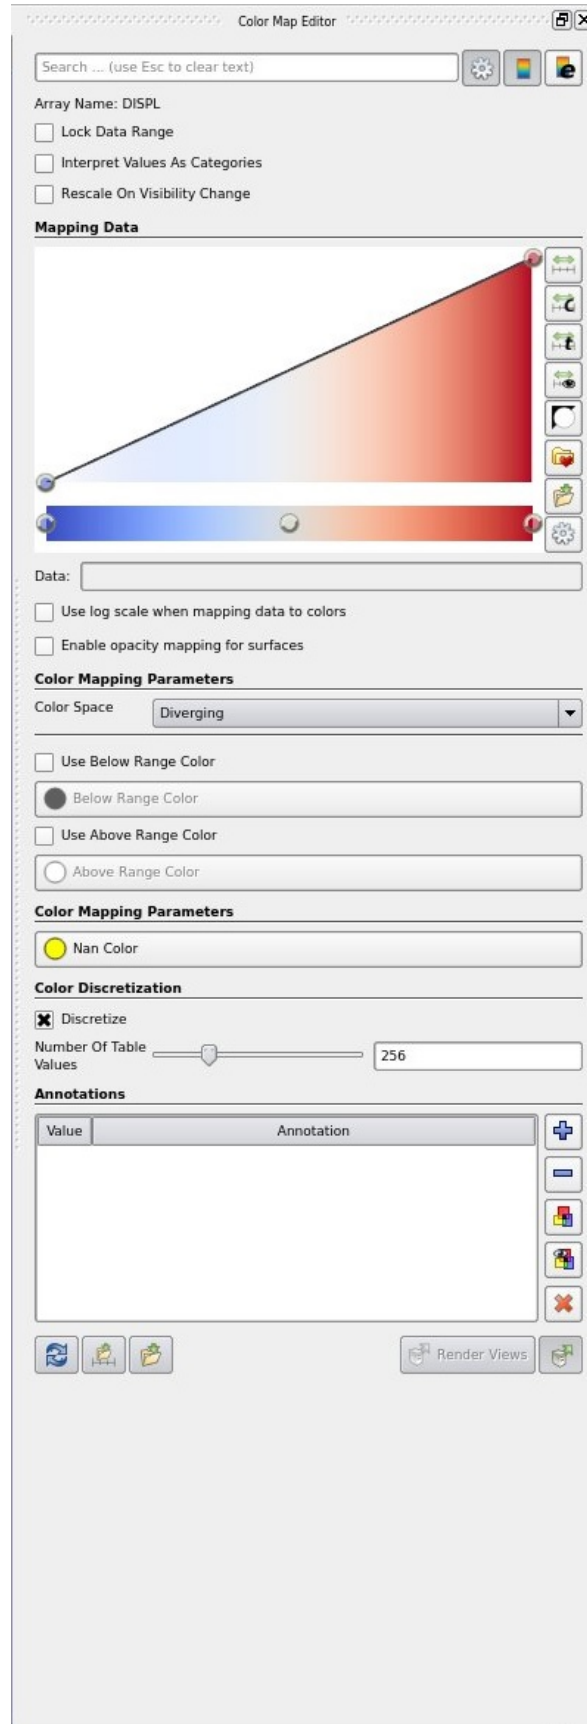 Color Map Editor
Search ... (use Esc to clear text)
e
Array Name: DISPL
Lock Data Range
Interpret Values As Categories
Rescale On Visibility Change
Mapping Data
C
t
Data:
Use log scale when mapping data to colors
Enable opacity mapping for surfaces
Color Mapping Parameters
Color Space
Diverging
Use Below Range Color
Below Range Color
Use Above Range Color
Above Range Color
Color Mapping Parameters
Nan Color
Color Discretization
Discretize
Number Of Table
Values
256
Annotations
Value Annotation
Render Views